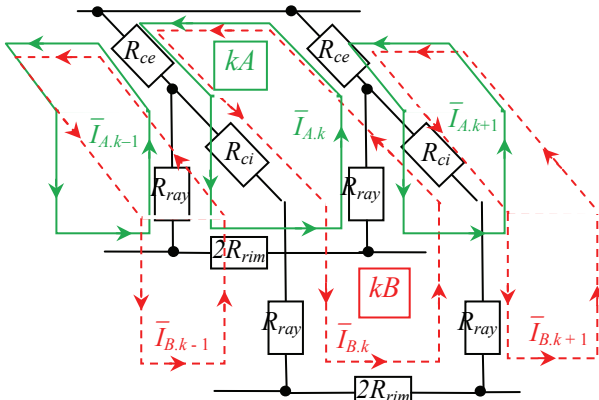 R_ce
kA
R_ce
Ī_A.k–1
Ī_A.k
Ī_A.k+1
R_ci
R_ci
R_ray
R_ray
2R_rim
kB
R_ray
Ī_B.k - 1
Ī_B.k
R_ray
Ī_B.k + 1
2R_rim